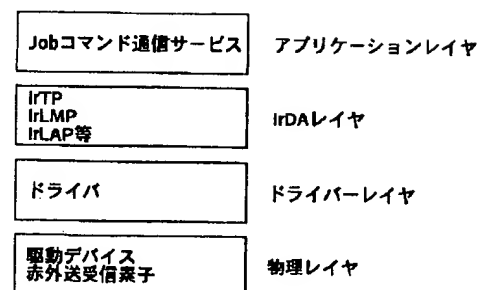 Jobコマンド通信サービス アプリケーションレイヤ
IrTP
IrLMP
IrLAP等
IrDAレイヤ
ドライバ ドライバーレイヤ
駆動デバイス
赤外送受信素子
物理レイヤ